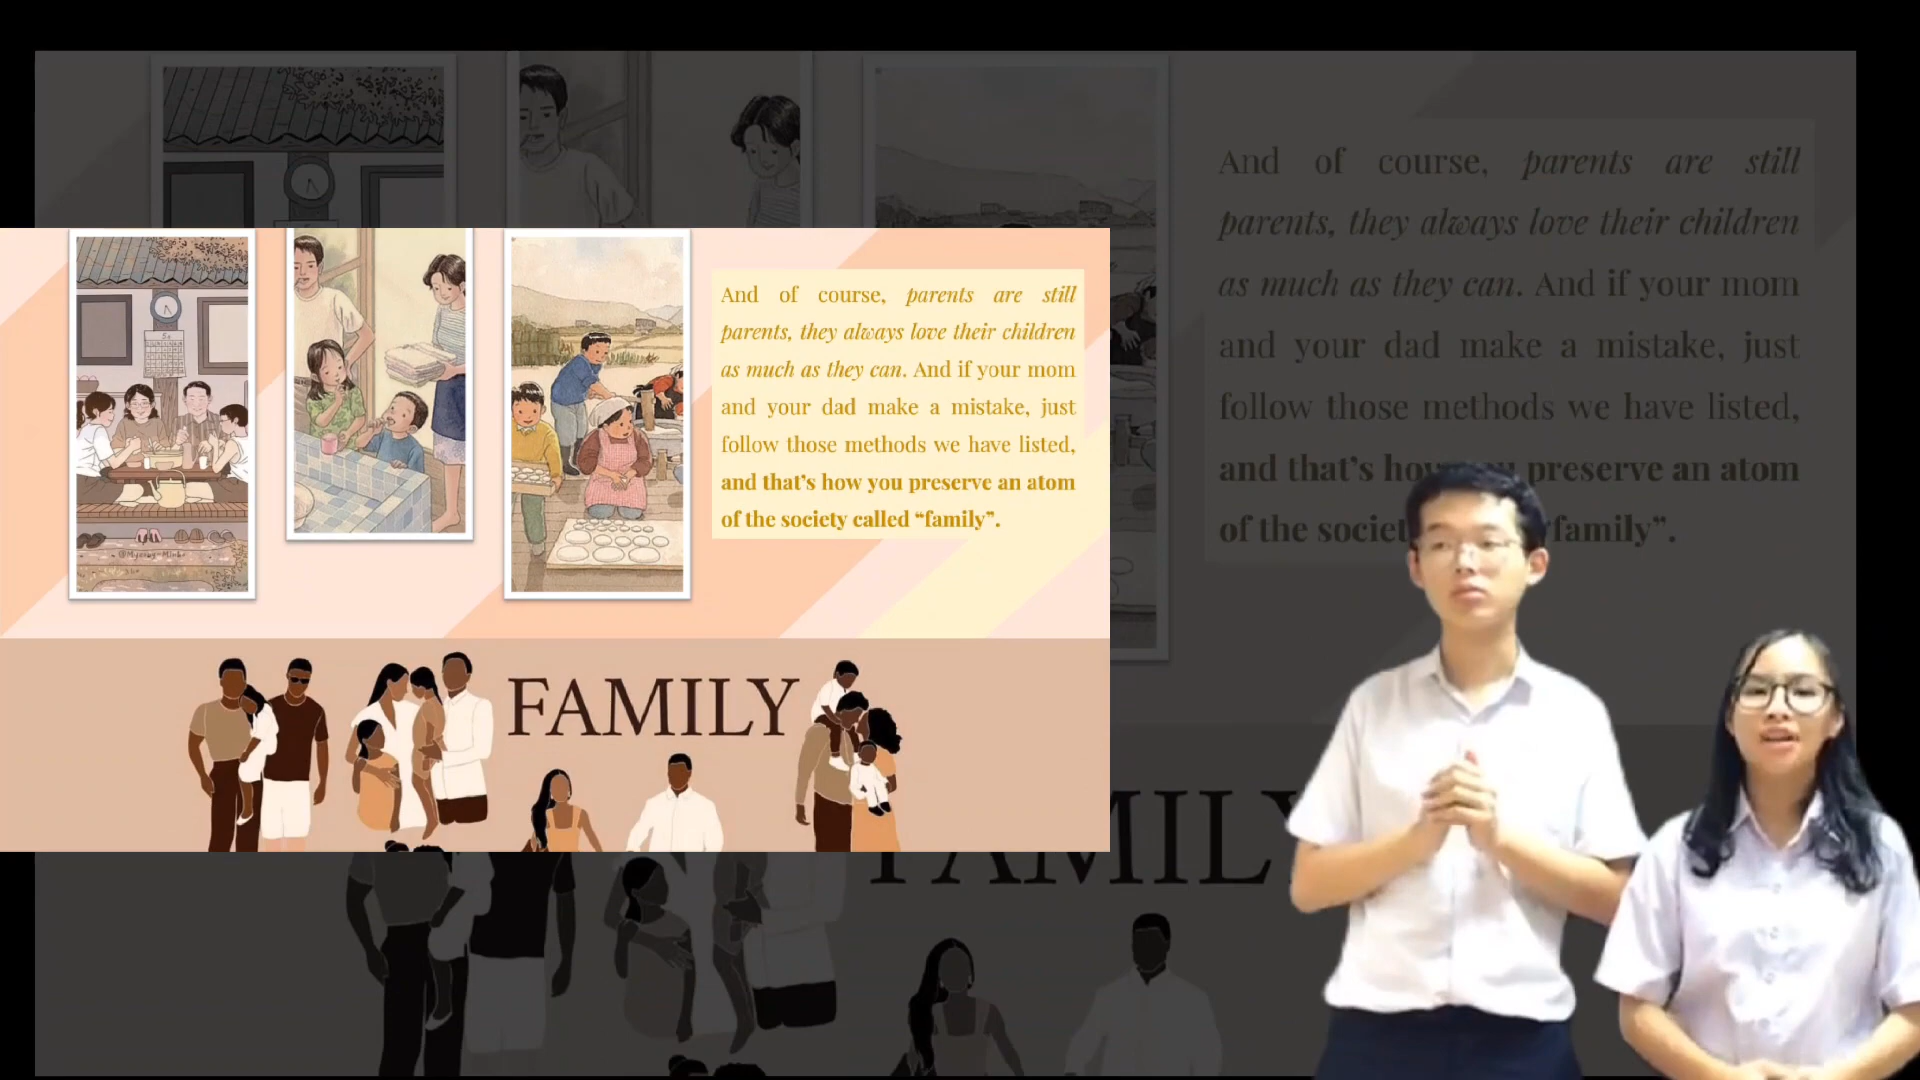 And of course, parents are still
parents, they always love their children
as much as they can. And if your mom
and your dad make a mistake, just
follow those methods we have listed,
and that's how you preserve an atom
of the society called “family”.
FAMILY
And of course, parents are still
parents, they always love their children
as much as they can. And if your mom
and your dad make a mistake, just
follow those methods we have listed,
and that's how you preserve an atom
of the society “family”.
FAMILY